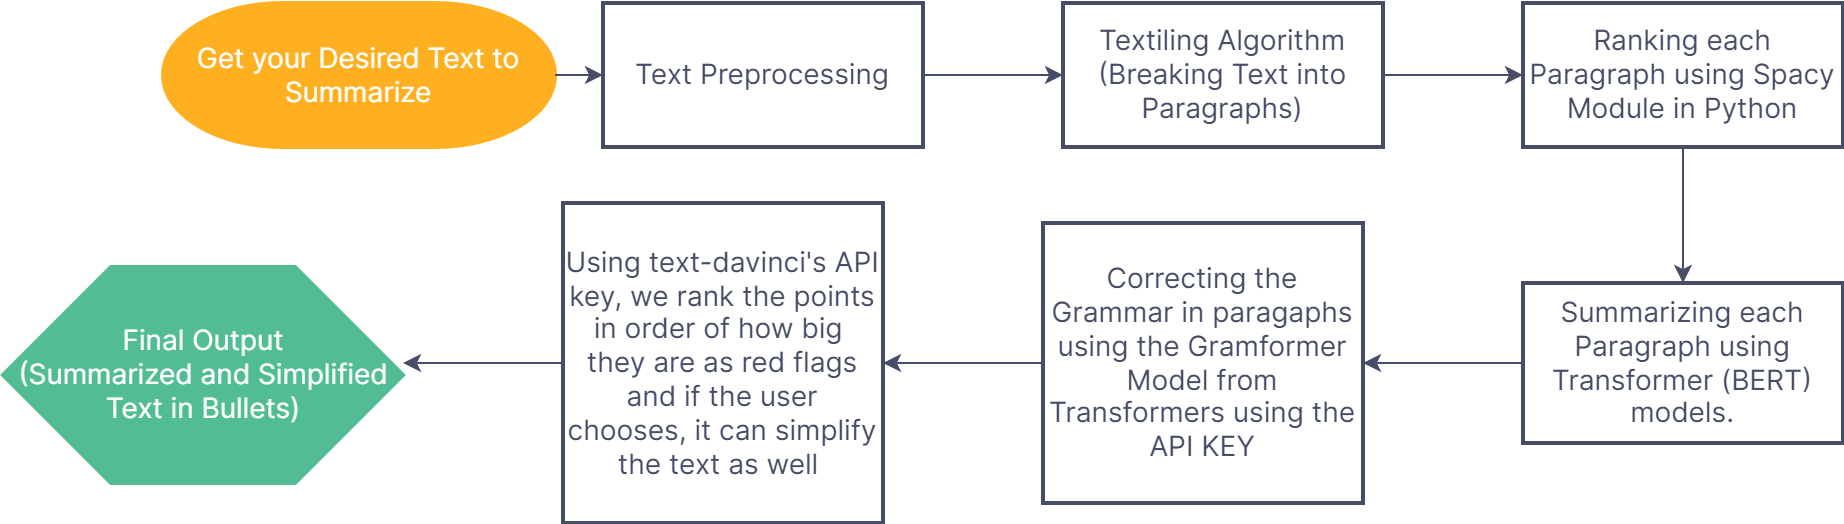 Get your Desired Text to
Summarize
Text Preprocessing
Textiling Algorithm
(Breaking Text into
Paragraphs)
Ranking each
Paragraph using Spacy
Module in Python
Summarizing each
Paragraph using
Transformer (BERT)
models.
Correcting the
Grammar in paragaphs
using the Gramformer
Model from
Transformers using the
API KEY
Using text-davinci's API
key, we rank the points
in order of how big
they are as red flags
and if the user
chooses, it can simplify
the text as well
Final Output
(Summarized and Simplified
Text in Bullets)